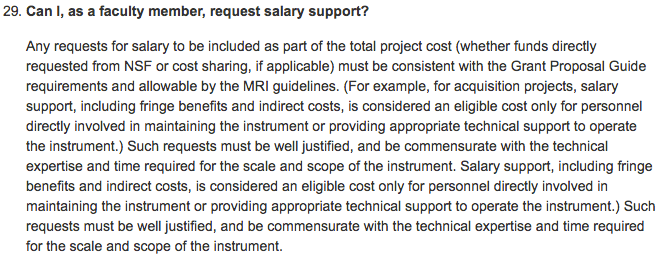 29. Can I, as a faculty member, request salary support?
Any requests for salary to be included as part of the total project cost (whether funds directly
requested from NSF or cost sharing, if applicable) must be consistent with the Grant Proposal Guide
requirements and allowable by the MRI guidelines. (For example, for acquisition projects, salary
support, including fringe benefits and indirect costs, is considered an eligible cost only for personnel
directly involved in maintaining the instrument or providing appropriate technical support to operate
the instrument.) Such requests must be well justified, and be commensurate with the technical
expertise and time required for the scale and scope of the instrument. Salary support, including fringe
benefits and indirect costs, is considered an eligible cost only for personnel directly involved in
maintaining the instrument or providing appropriate technical support to operate the instrument.) Such
requests must be well justified, and be commensurate with the technical expertise and time required
for the scale and scope of the instrument.